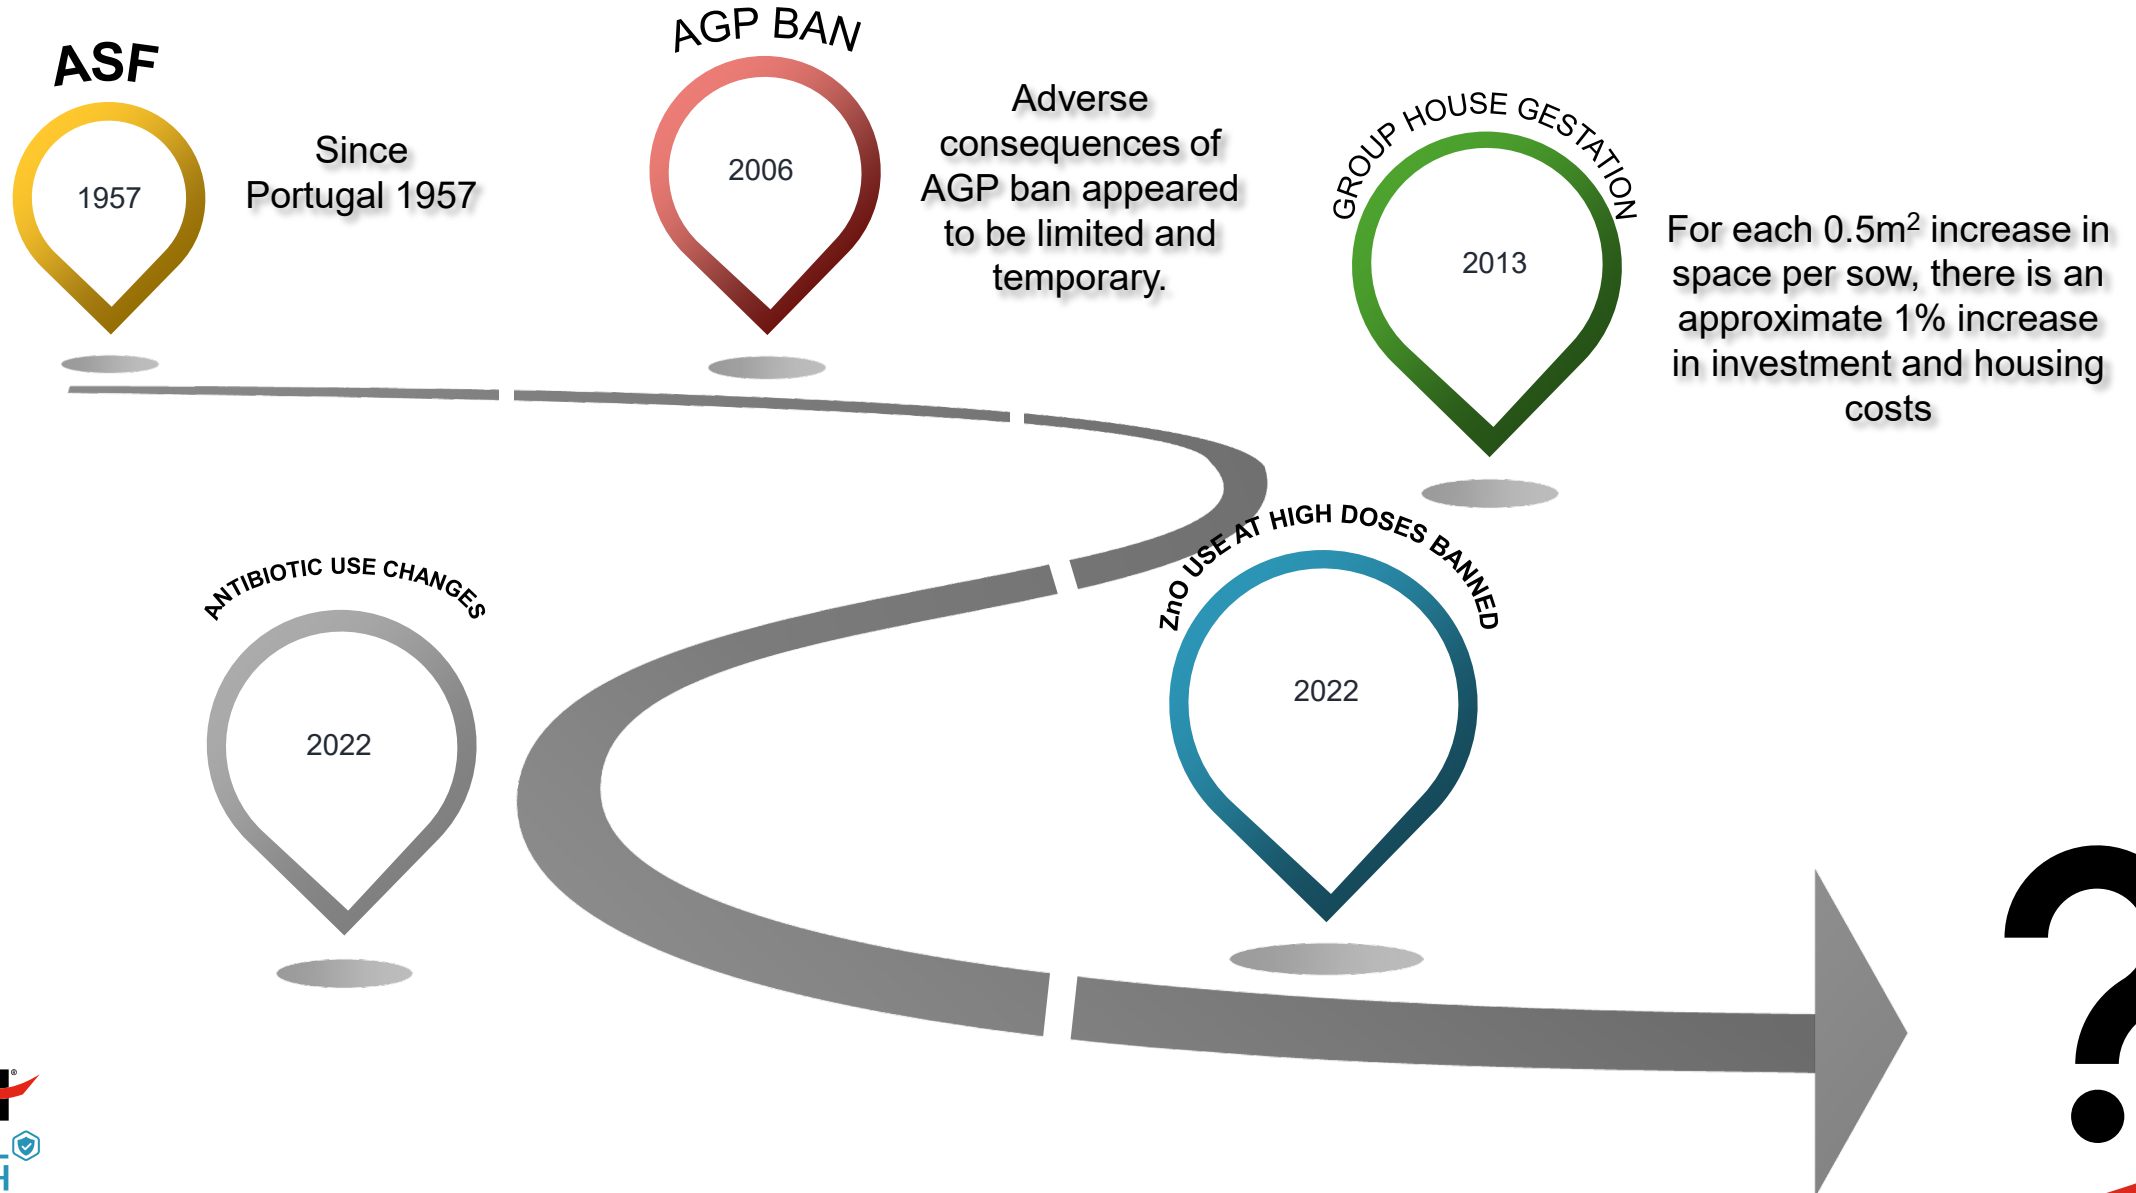 ASF
1957
Since
Portugal 1957
AGP BAN
2006
Adverse
consequences of
AGP ban appeared
to be limited and
temporary.
GROUP HOUSE GESTATION
2013
For each 0.5m² increase in
space per sow, there is an
approximate 1% increase
in investment and housing
costs
ANTIBIOTIC USE CHANGES
2022
ZnO USE AT HIGH DOSES BANNED
2022
?